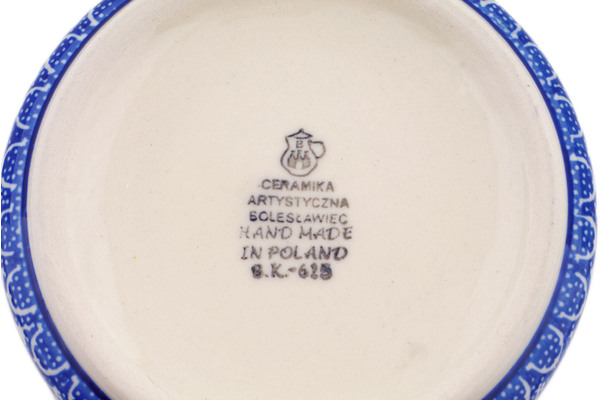 B
CERAMIKA
ARTYSTYCZNA
BOLESŁAWIEC
HAND MADE
IN POLAND